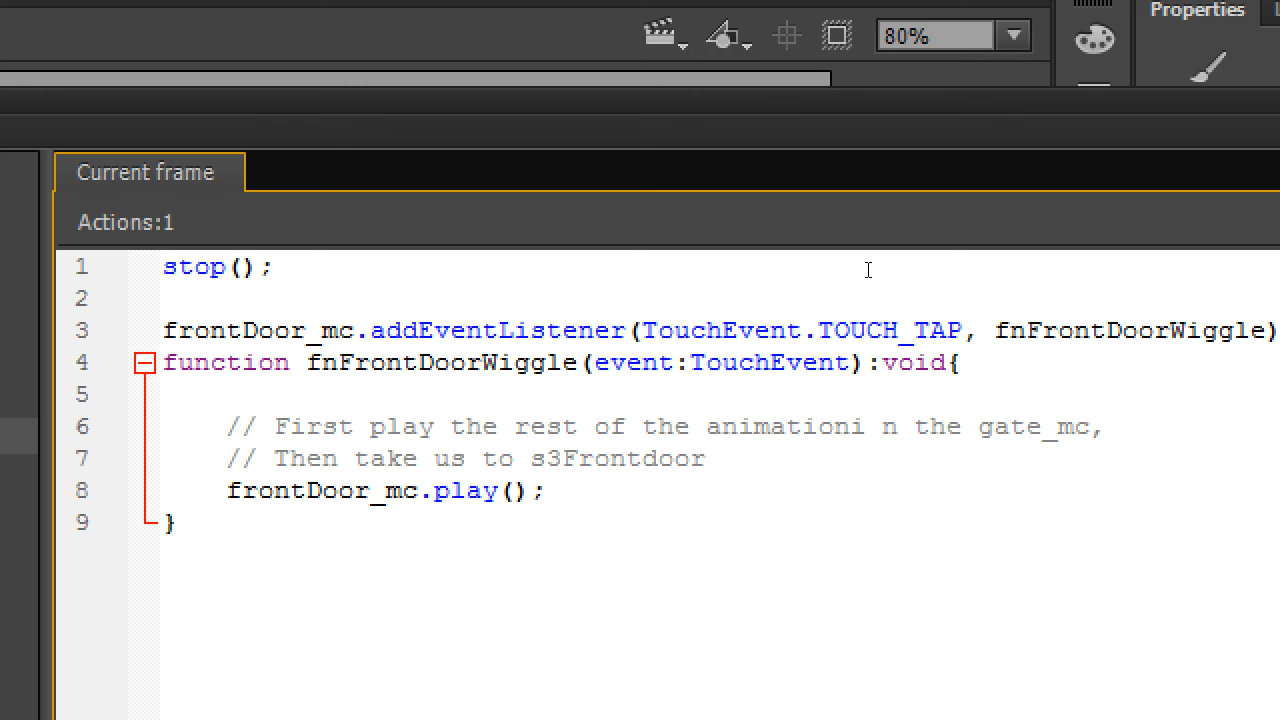 Properties
80%
Current frame
Actions:1
1 stop();
2
3 frontDoor_mc.addEventListener(TouchEvent.TOUCH_TAP, fnFrontDoorWiggle)
4 function fnFrontDoorWiggle(event:TouchEvent):void{
5
6 // First play the rest of the animationi n the gate_mc,
7 // Then take us to s3Frontdoor
8 frontDoor_mc.play();
9 }